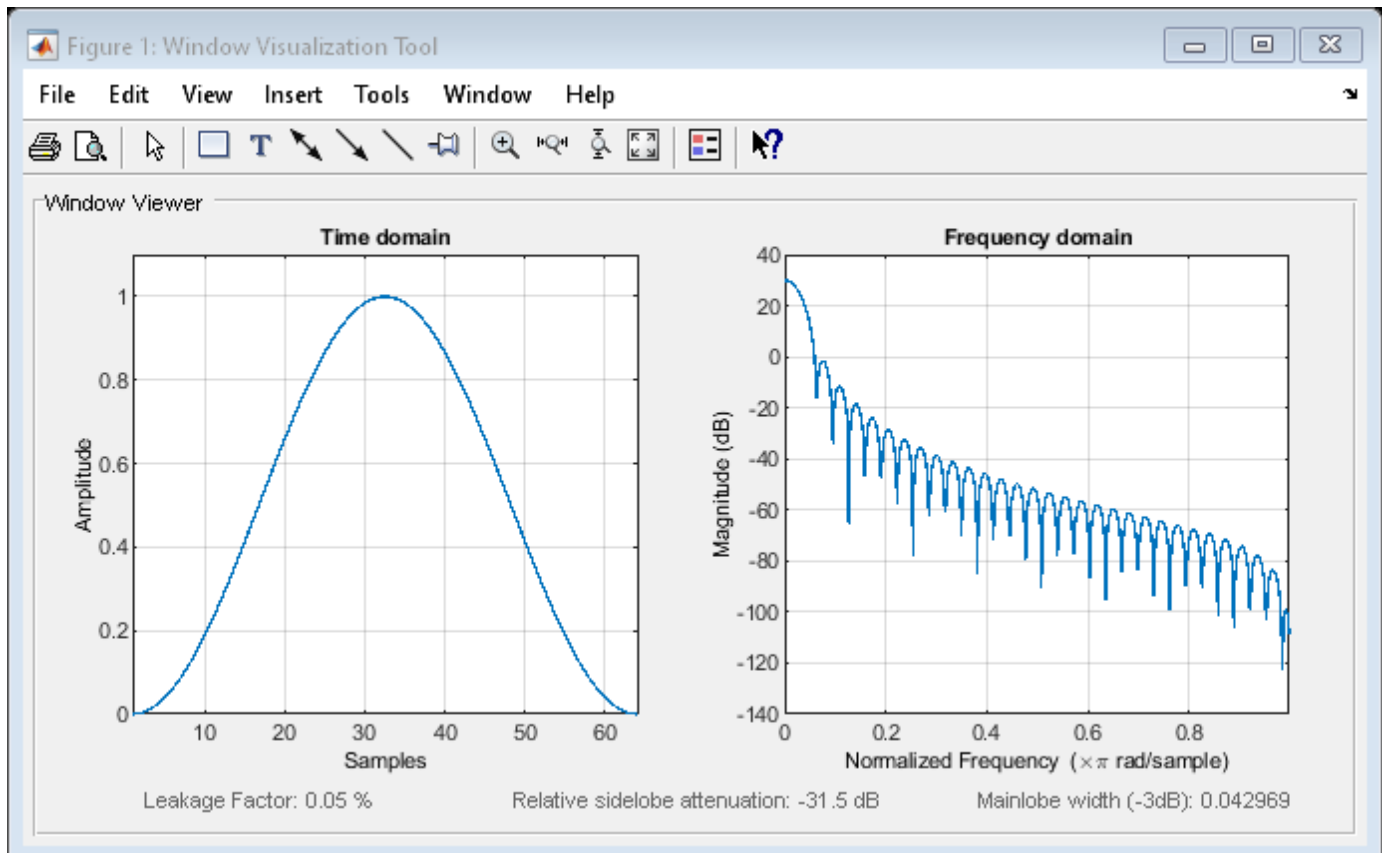 Figure 1: Window Visualization Tool
File Edit View Insert Tools Window Help
T
Window Viewer
Time domain
1
0.8
0.6
0.4
0.2
0
10 20 30 40 50 60
Amplitude
Samples
Frequency domain
40
20
0
-20
-40
-60
-80
-100
-120
-140
0 0.2 0.4 0.6 0.8
Magnitude (dB)
Normalized Frequency (×π rad/sample)
Leakage Factor: 0.05 % Relative sidelobe attenuation: -31.5 dB Mainlobe width (-3dB): 0.042969